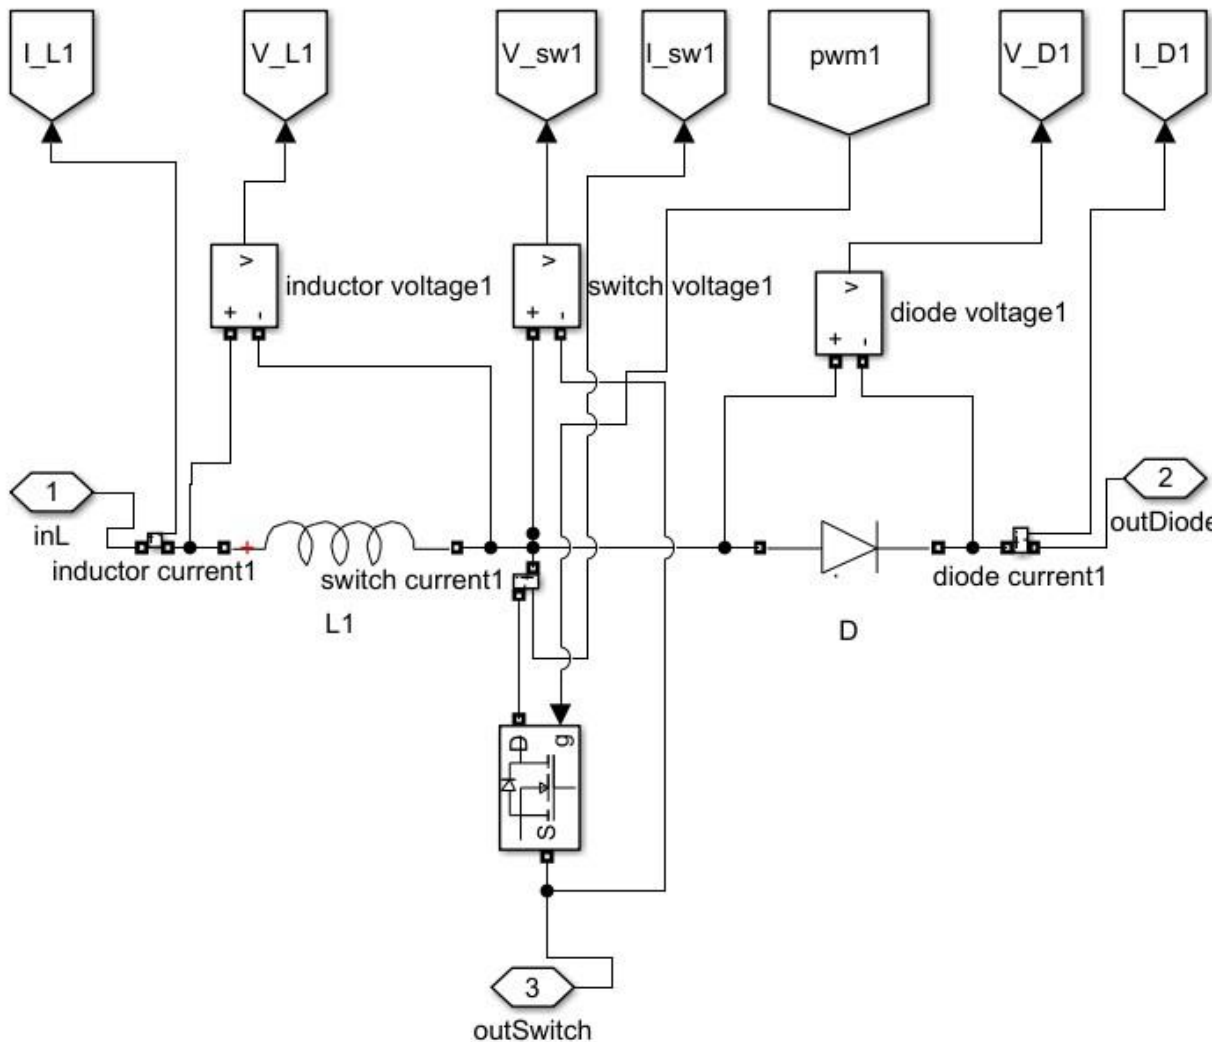 I_L1
V_L1
V_sw1
I_sw1
pwm1
V_D1
I_D1
v
+ -
inductor voltage1
v
+ -
switch voltage1
v
+ -
diode voltage1
1
inL
inductor current1
+
L1
switch current1
D
diode current1
2
outDiode
D
g
S
3
outSwitch